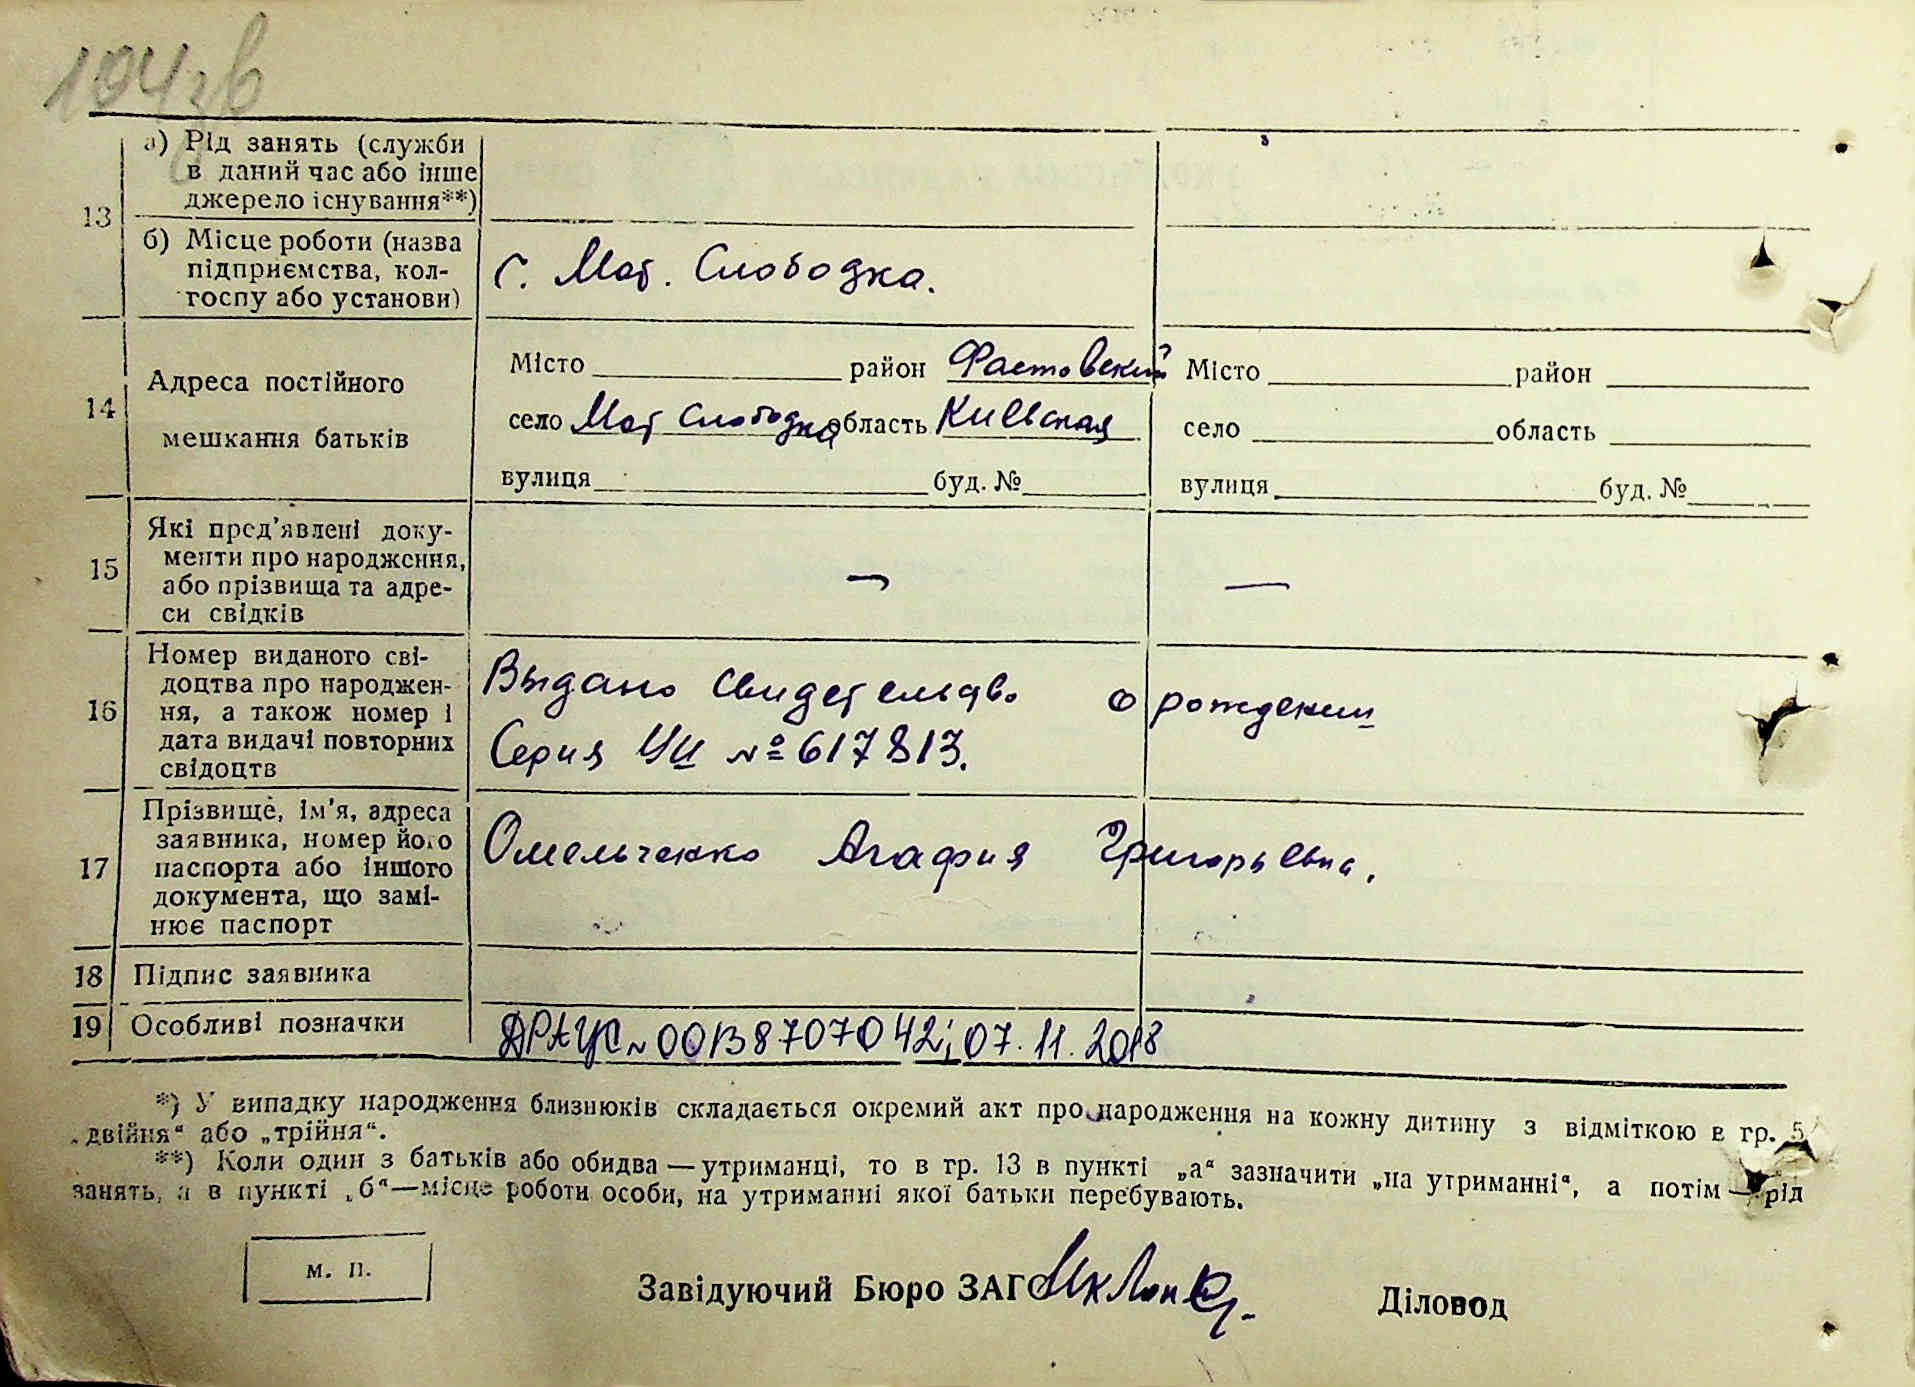 104зв
а) Рід занять (служби
в даний час або інше
джерело існування**)
13
б) Місце роботи (назва
підприємства, кол-
госпу або установи)
с. Мот. Слободка.
14
Адреса постійного
мешкання батьків
Місто район Фастовский
село Мот Слободка область Киевская
вулиця буд. №
Місто район
село область
вулиця буд. №
15
Які пред'явлені доку-
менти про народження,
або прізвища та адре-
си свідків
—
—
16
Номер виданого сві-
доцтва про народжен-
ня, а також номер і
дата видачі повторних
свідоцтв
Выдано свидетельство о рождении
Серия УЦ № 617813.
17
Прізвище, ім'я, адреса
заявника, номер його
паспорта або іншого
документа, що замі-
нює паспорт
Омельченко Агафия Григорьевна.
18 Підпис заявника
19 Особливі позначки
ДРАЦС № 00138707042; 07.11.2018
*) У випадку народження близнюків складається окремий акт про народження на кожну дитину з відміткою в гр. 5
„двійня“ або „трійня“.
**) Коли один з батьків або обидва — утриманці, то в гр. 13 в пункті „а“ зазначити „на утриманні“, а потім — рід
занять, а в пункті „б“ — місце роботи особи, на утриманні якої батьки перебувають.
м. п.
Завідуючий Бюро ЗАГС
Діловод